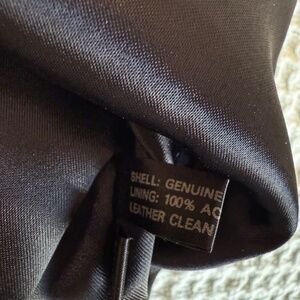 SHELL: GENUINE
LINING: 100% AC
LEATHER CLEAN